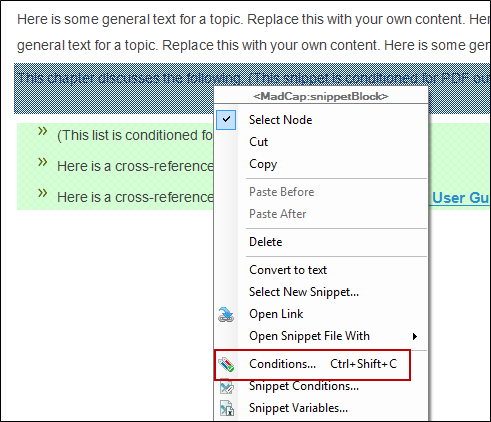 Here is some general text for a topic. Replace this with your own content. Her
general text for a topic. Replace this with your own content. Here is some gen
This chapter discusses the following. (This snippet is conditioned for PDF ou
<MadCap:snippetBlock>
Select Node
(This list is conditioned fo
Cut
Here is a cross-reference
Copy
Here is a cross-reference
User Gu
Paste Before
Paste After
Delete
Convert to text
Select New Snippet...
Open Link
Open Snippet File With
Conditions... Ctrl+Shift+C
Snippet Conditions...
Snippet Variables...